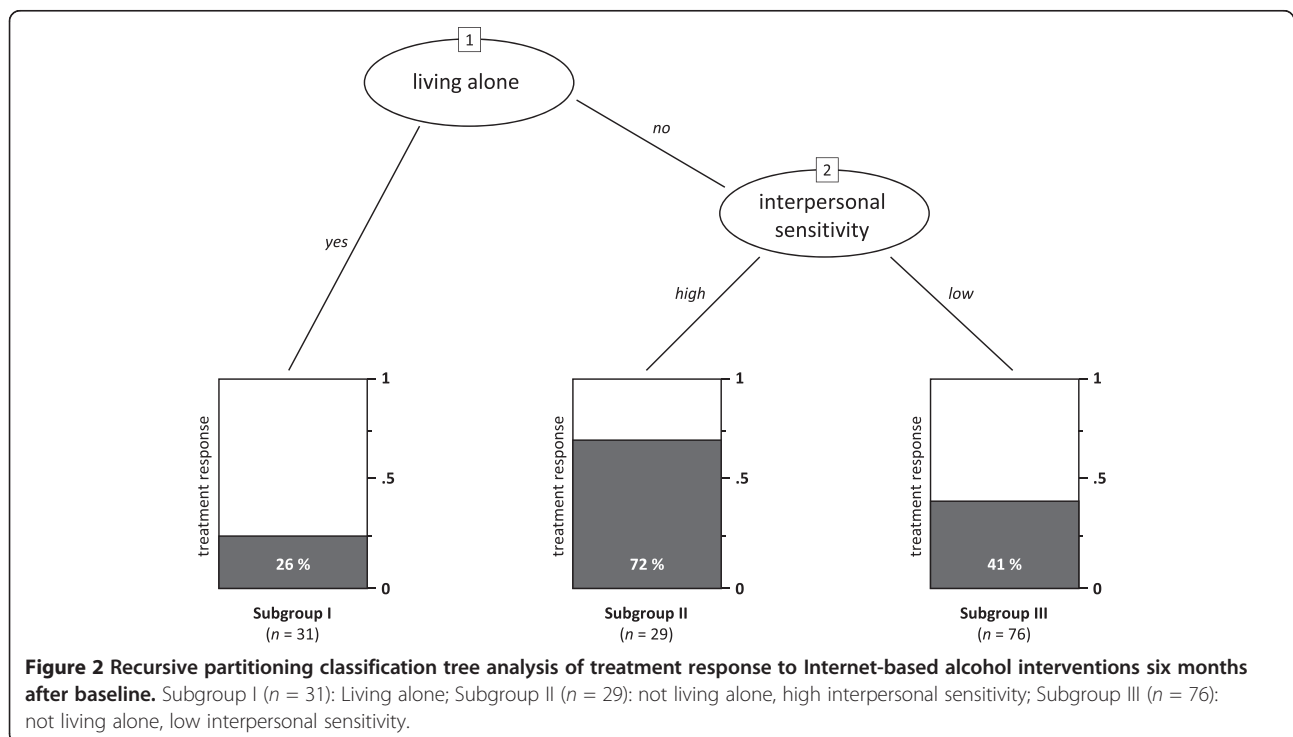 1
living alone
no
2
interpersonal
sensitivity
yes
high
low
treatment response
1
.5
0
26 %
treatment response
1
.5
0
72 %
treatment response
1
.5
0
41 %
Subgroup I
(n = 31)
Subgroup II
(n = 29)
Subgroup III
(n = 76)
Figure 2 Recursive partitioning classification tree analysis of treatment response to Internet-based alcohol interventions six months
after baseline. Subgroup I (n = 31): Living alone; Subgroup II (n = 29): not living alone, high interpersonal sensitivity; Subgroup III (n = 76):
not living alone, low interpersonal sensitivity.